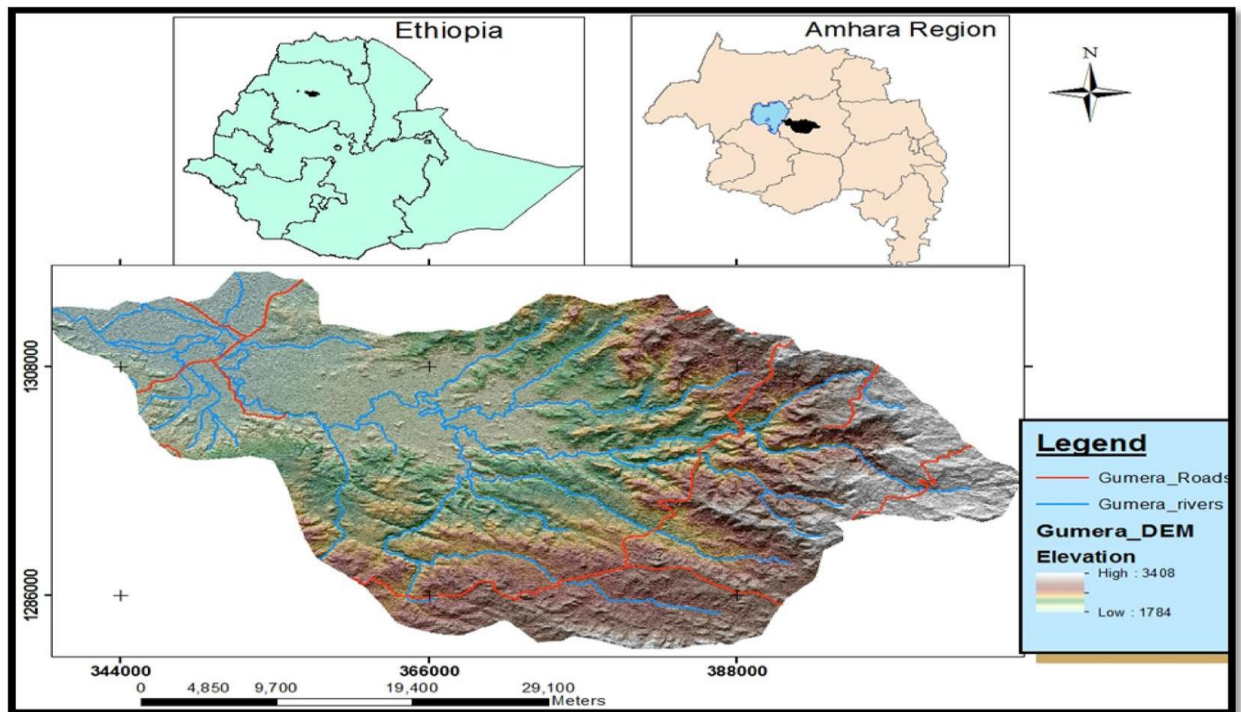 Ethiopia
Amhara Region
N
1308000
1286000
Legend
Gumera_Roads
Gumera_rivers
Gumera_DEM
Elevation
High : 3408
Low : 1784
344000 366000 388000
0 4,850 9,700 19,400 29,100
Meters